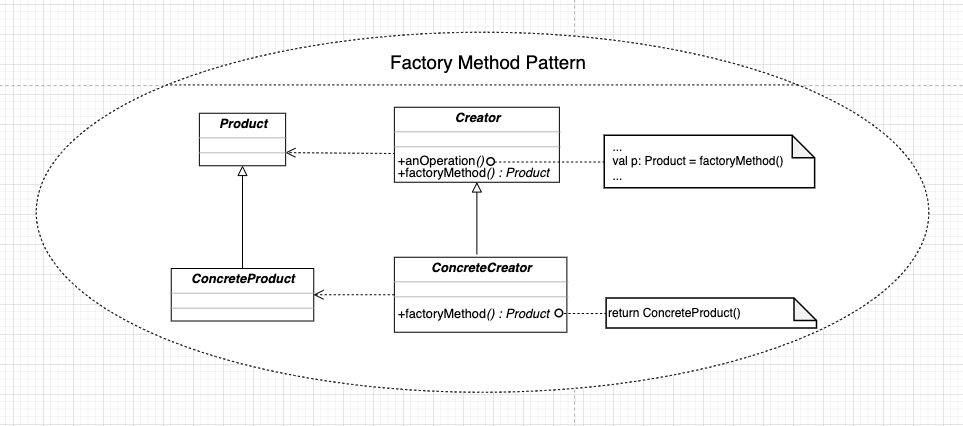 Factory Method Pattern
Product
Creator
+anOperation()
+factoryMethod() : Product
...
val p: Product = factoryMethod()
...
ConcreteProduct
ConcreteCreator
+factoryMethod() : Product
return ConcreteProduct()